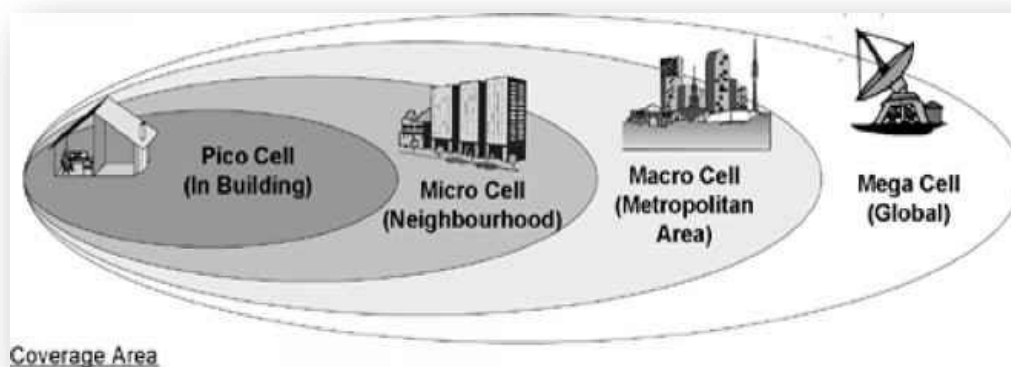 Pico Cell
(In Building)
Micro Cell
(Neighbourhood)
Macro Cell
(Metropolitan
Area)
Mega Cell
(Global)
Coverage Area